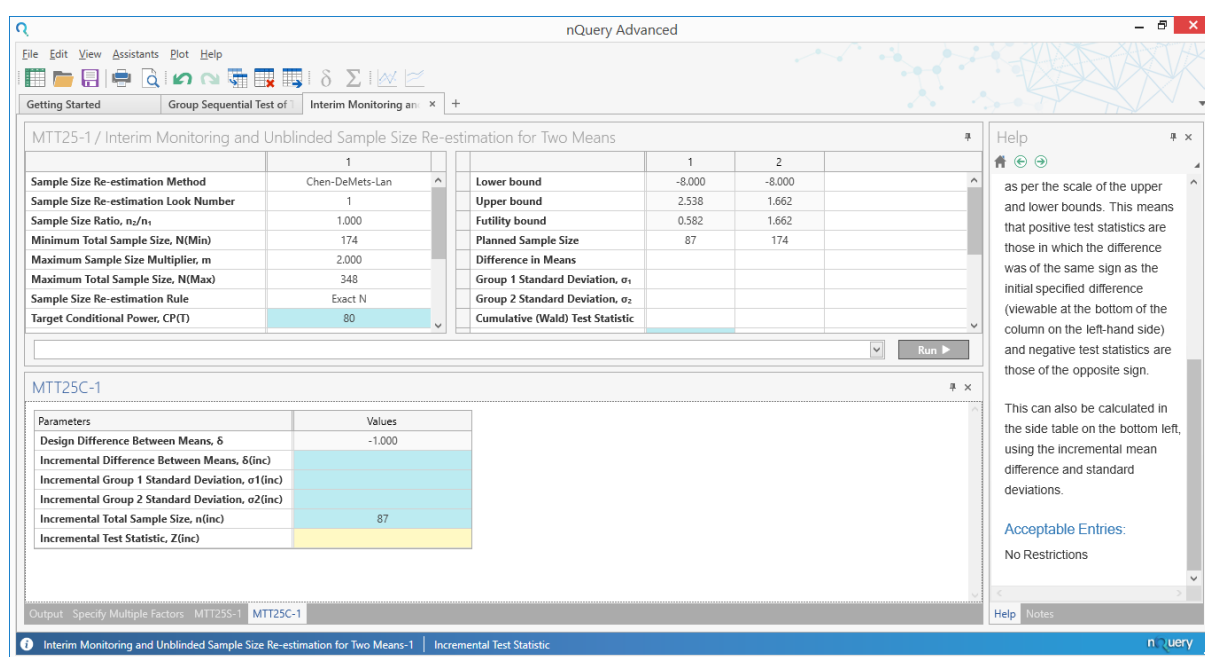 nQuery Advanced
File Edit View Assistants Plot Help
Getting Started Group Sequential Test of Interim Monitoring an × +
MTT25-1 / Interim Monitoring and Unblinded Sample Size Re-estimation for Two Means
1
Sample Size Re-estimation Method Chen-DeMets-Lan
Sample Size Re-estimation Look Number 1
Sample Size Ratio, n₂/n₁ 1.000
Minimum Total Sample Size, N(Min) 174
Maximum Sample Size Multiplier, m 2.000
Maximum Total Sample Size, N(Max) 348
Sample Size Re-estimation Rule Exact N
Target Conditional Power, CP(T) 80
1 2
Lower bound -8.000 -8.000
Upper bound 2.538 1.662
Futility bound 0.582 1.662
Planned Sample Size 87 174
Difference in Means
Group 1 Standard Deviation, σ₁
Group 2 Standard Deviation, σ₂
Cumulative (Wald) Test Statistic
Run
MTT25C-1
Parameters Values
Design Difference Between Means, δ -1.000
Incremental Difference Between Means, δ(inc)
Incremental Group 1 Standard Deviation, σ1(inc)
Incremental Group 2 Standard Deviation, σ2(inc)
Incremental Total Sample Size, n(inc) 87
Incremental Test Statistic, Z(inc)
Output Specify Multiple Factors MTT25S-1 MTT25C-1
Help
as per the scale of the upper
and lower bounds. This means
that positive test statistics are
those in which the difference
was of the same sign as the
initial specified difference
(viewable at the bottom of the
column on the left-hand side)
and negative test statistics are
those of the opposite sign.
This can also be calculated in
the side table on the bottom left,
using the incremental mean
difference and standard
deviations.
Acceptable Entries:
No Restrictions
Help Notes
Interim Monitoring and Unblinded Sample Size Re-estimation for Two Means-1 | Incremental Test Statistic
nQuery